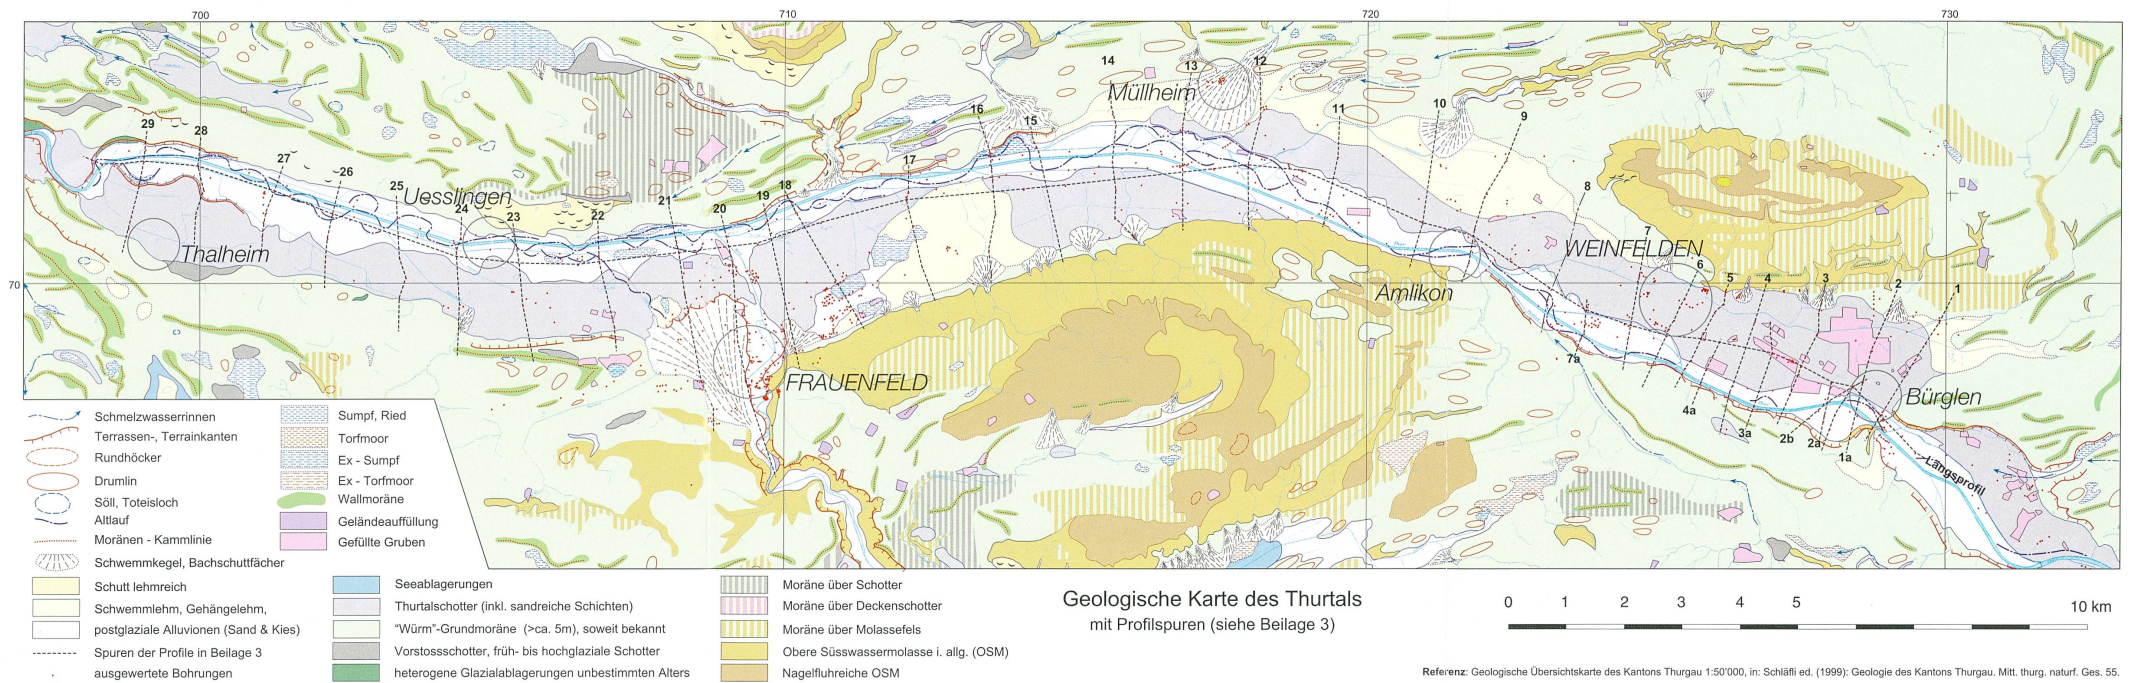 700
710
720
730
70
29
28
27
26
25
24
23
22
21
20
19
18
17
16
15
14
13
12
11
10
9
8
7
6
5
4
3
2
1
7a
4a
3a
2b
2a
1a
Müllheim
Uesslingen
Thalheim
WEINFELDEN
Amlikon
FRAUENFELD
Bürglen
Längsprofil
Schmelzwasserrinnen
Terrassen-, Terrainkanten
Rundhöcker
Drumlin
Söll, Toteisloch
Altlauf
Moränen - Kammlinie
Schwemmkegel, Bachschuttfächer
Schutt lehmreich
Schwemmlehm, Gehängelehm,
postglaziale Alluvionen (Sand & Kies)
Spuren der Profile in Beilage 3
ausgewertete Bohrungen
Sumpf, Ried
Torfmoor
Ex - Sumpf
Ex - Torfmoor
Wallmoräne
Geländeauffüllung
Gefüllte Gruben
Seeablagerungen
Thurtalschotter (inkl. sandreiche Schichten)
“Würm”-Grundmoräne (>ca. 5m), soweit bekannt
Vorstossschotter, früh- bis hochglaziale Schotter
heterogene Glazialablagerungen unbestimmten Alters
Moräne über Schotter
Moräne über Deckenschotter
Moräne über Molassefels
Obere Süsswassermolasse i. allg. (OSM)
Nagelfluhreiche OSM
Geologische Karte des Thurtals
mit Profilspuren (siehe Beilage 3)
0 1 2 3 4 5 10 km
Referenz: Geologische Übersichtskarte des Kantons Thurgau 1:50'000, in: Schläfli ed. (1999): Geologie des Kantons Thurgau. Mitt. thurg. naturf. Ges. 55.